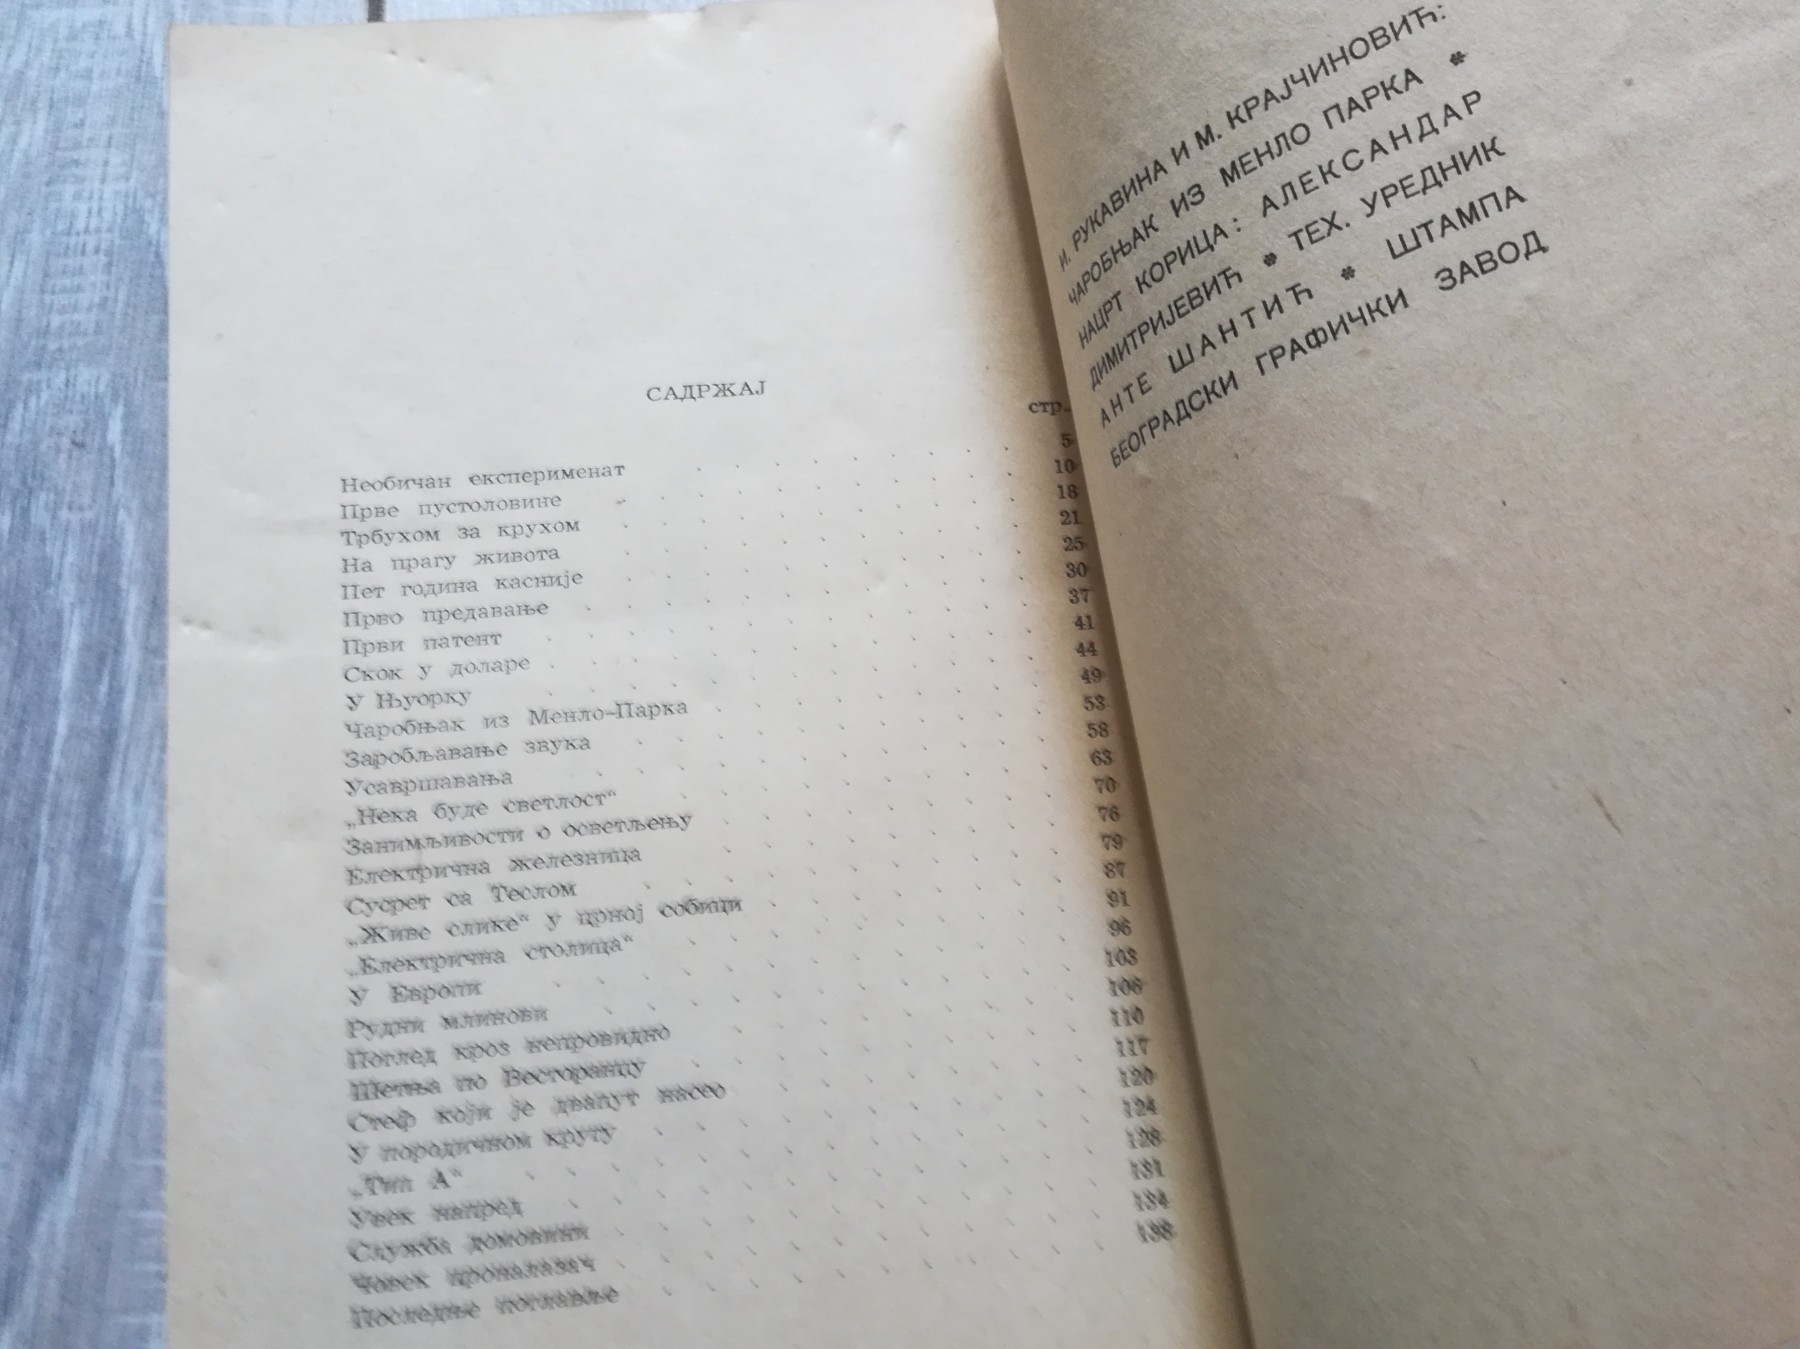 САДРЖАЈ
стр.
Необичан експерименат 5
Прве пустоловине 10
Трбухом за крухом 18
На прагу живота 21
Пет година касније 25
Прво предавање 30
Први патент 37
Скок у доларе 41
У Њуорку 44
Чаробњак из Менло-Парка 49
Заробљавање звука 53
Усавршавања 58
„Нека буде светлост“ 63
Занимљивости о осветљењу 70
Електрична железница 76
Сусрет са Теслом 79
„Живе слике“ у црној собици 87
„Електрична столица“ 91
У Европи 96
Рудни млинови 103
Поглед кроз непровидно 106
Шетња по Весторанцу 110
Стеф који је двапут насео 117
У породичном кругу 120
„Тип А“ 124
Увек напред 128
Служба домовини 131
Човек проналазач 134
Последње поглавље 138
И. РУКАВИНА И М. КРАЈЧИНОВИЋ:
ЧАРОБЊАК ИЗ МЕНЛО ПАРКА *
НАЦРТ КОРИЦА: АЛЕКСАНДАР
ДИМИТРИЈЕВИЋ * ТЕХ. УРЕДНИК
АНТЕ ШАНТИЋ * ШТАМПА
БЕОГРАДСКИ ГРАФИЧКИ ЗАВОД